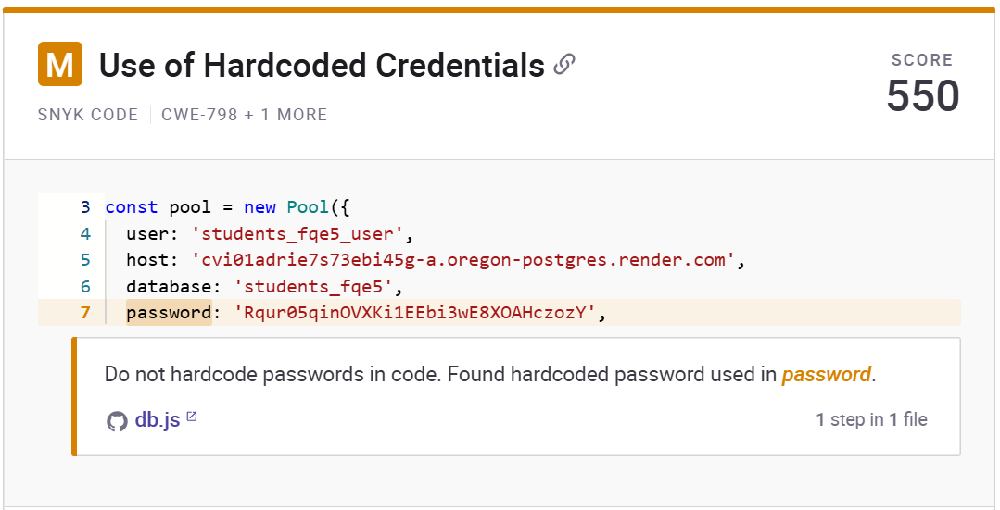 M Use of Hardcoded Credentials
SCORE
550
SNYK CODE CWE-798 + 1 MORE
3 const pool = new Pool({
4 user: 'students_fqe5_user',
5 host: 'cvi01adrie7s73ebi45g-a.oregon-postgres.render.com',
6 database: 'students_fqe5',
7 password: 'Rqur05qinOVXKi1EEbi3wE8XOAHczozY',
Do not hardcode passwords in code. Found hardcoded password used in password.
db.js 1 step in 1 file